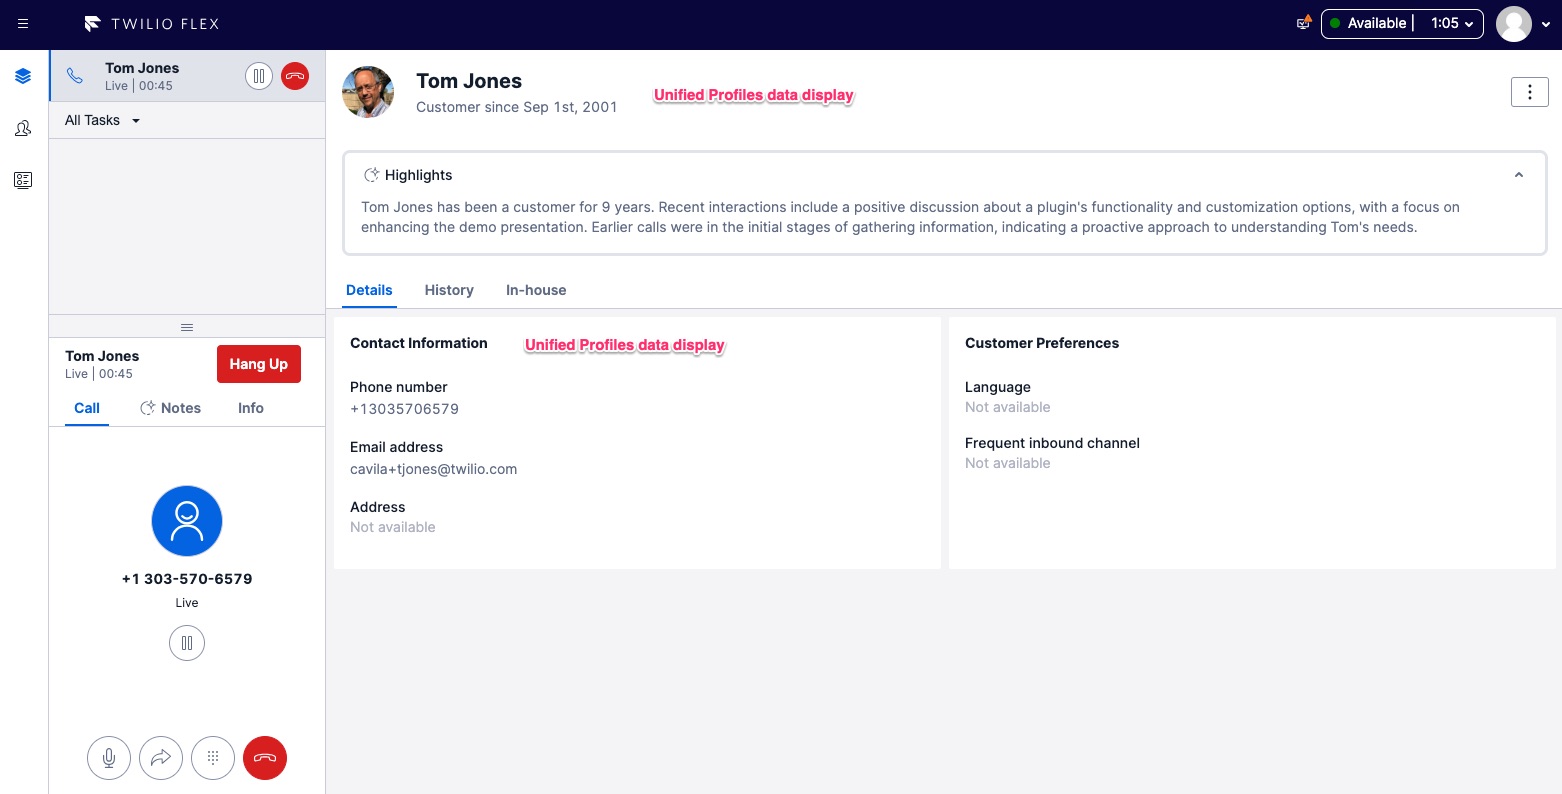 TWILIO FLEX
Available | 1:05
Tom Jones
Live | 00:45
All Tasks
Tom Jones
Live | 00:45
Hang Up
Call
Notes
Info
+1 303-570-6579
Live
Tom Jones
Customer since Sep 1st, 2001
Unified Profiles data display
Highlights
Tom Jones has been a customer for 9 years. Recent interactions include a positive discussion about a plugin's functionality and customization options, with a focus on
enhancing the demo presentation. Earlier calls were in the initial stages of gathering information, indicating a proactive approach to understanding Tom's needs.
Details
History
In-house
Contact Information
Unified Profiles data display
Phone number
+13035706579
Email address
cavila+tjones@twilio.com
Address
Not available
Customer Preferences
Language
Not available
Frequent inbound channel
Not available